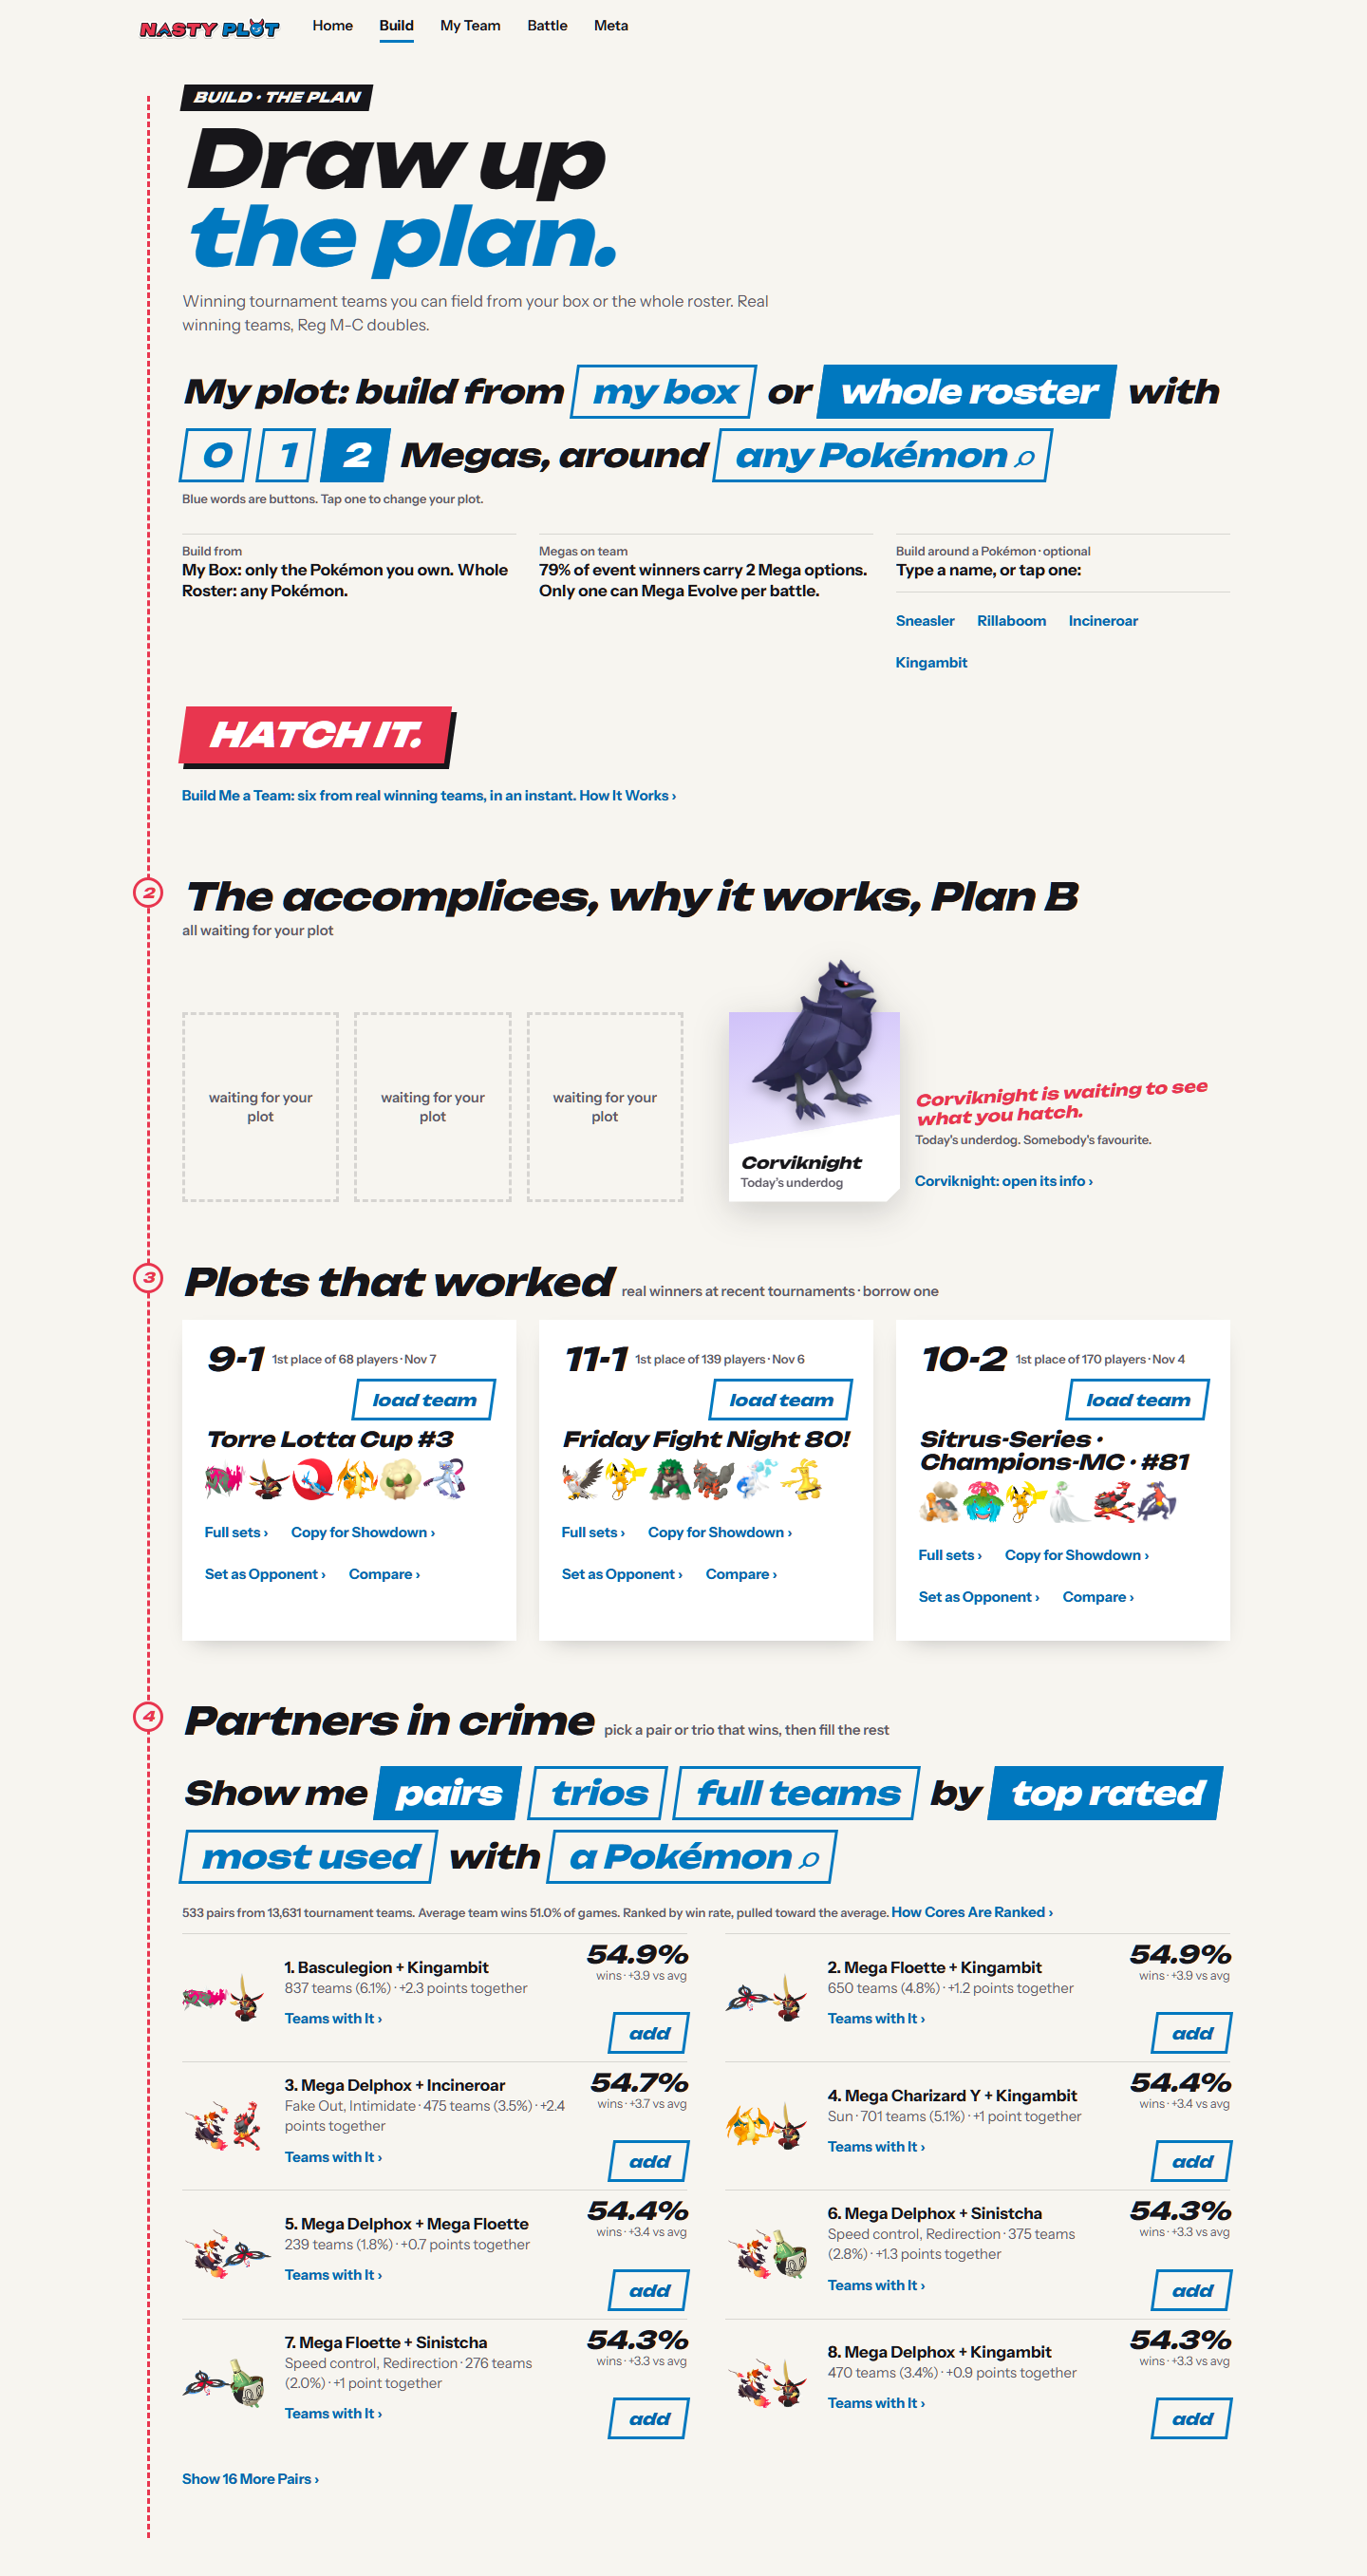 NASTY PLOT
Home Build My Team Battle Meta
BUILD · THE PLAN
Draw up
the plan.
Winning tournament teams you can field from your box or the whole roster. Real
winning teams, Reg M-C doubles.
My plot: build from my box or whole roster with
0 1 2 Megas, around any Pokémon
Blue words are buttons. Tap one to change your plot.
Build from
My Box: only the Pokémon you own. Whole
Roster: any Pokémon.
Megas on team
79% of event winners carry 2 Mega options.
Only one can Mega Evolve per battle.
Build around a Pokémon · optional
Type a name, or tap one:
Sneasler Rillaboom Incineroar
Kingambit
HATCH IT.
Build Me a Team: six from real winning teams, in an instant. How It Works ›
2 The accomplices, why it works, Plan B
all waiting for your plot
waiting for your
plot
waiting for your
plot
waiting for your
plot
Corviknight
Today's underdog
Corviknight is waiting to see
what you hatch.
Today's underdog. Somebody's favourite.
Corviknight: open its info ›
3 Plots that worked real winners at recent tournaments · borrow one
9-1 1st place of 68 players · Nov 7
load team
Torre Lotta Cup #3
Full sets › Copy for Showdown ›
Set as Opponent › Compare ›
11-1 1st place of 139 players · Nov 6
load team
Friday Fight Night 80!
Full sets › Copy for Showdown ›
Set as Opponent › Compare ›
10-2 1st place of 170 players · Nov 4
load team
Sitrus-Series ·
Champions-MC · #81
Full sets › Copy for Showdown ›
Set as Opponent › Compare ›
4 Partners in crime pick a pair or trio that wins, then fill the rest
Show me pairs trios full teams by top rated
most used with a Pokémon
533 pairs from 13,631 tournament teams. Average team wins 51.0% of games. Ranked by win rate, pulled toward the average. How Cores Are Ranked ›
1. Basculegion + Kingambit
837 teams (6.1%) · +2.3 points together
Teams with It ›
54.9%
wins · +3.9 vs avg
add
2. Mega Floette + Kingambit
650 teams (4.8%) · +1.2 points together
Teams with It ›
54.9%
wins · +3.9 vs avg
add
3. Mega Delphox + Incineroar
Fake Out, Intimidate · 475 teams (3.5%) · +2.4
points together
Teams with It ›
54.7%
wins · +3.7 vs avg
add
4. Mega Charizard Y + Kingambit
Sun · 701 teams (5.1%) · +1 point together
Teams with It ›
54.4%
wins · +3.4 vs avg
add
5. Mega Delphox + Mega Floette
239 teams (1.8%) · +0.7 points together
Teams with It ›
54.4%
wins · +3.4 vs avg
add
6. Mega Delphox + Sinistcha
Speed control, Redirection · 375 teams
(2.8%) · +1.3 points together
Teams with It ›
54.3%
wins · +3.3 vs avg
add
7. Mega Floette + Sinistcha
Speed control, Redirection · 276 teams
(2.0%) · +1 point together
Teams with It ›
54.3%
wins · +3.3 vs avg
add
8. Mega Delphox + Kingambit
470 teams (3.4%) · +0.9 points together
Teams with It ›
54.3%
wins · +3.3 vs avg
add
Show 16 More Pairs ›